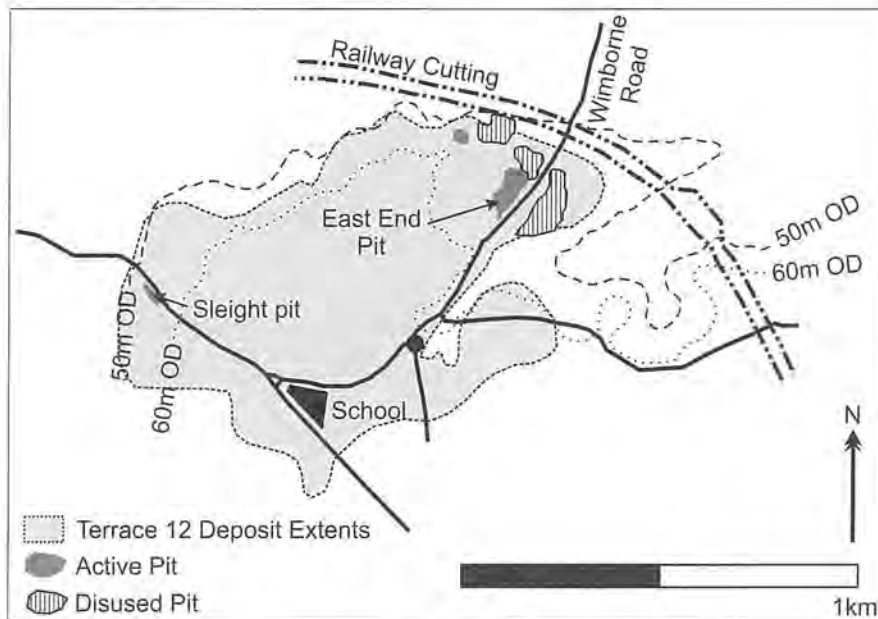 Railway Cutting
Wimborne
Road
East End
Pit
50m OD
60m OD
Sleight pit
50m OD
60m OD
School
N
Terrace 12 Deposit Extents
Active Pit
Disused Pit
1km